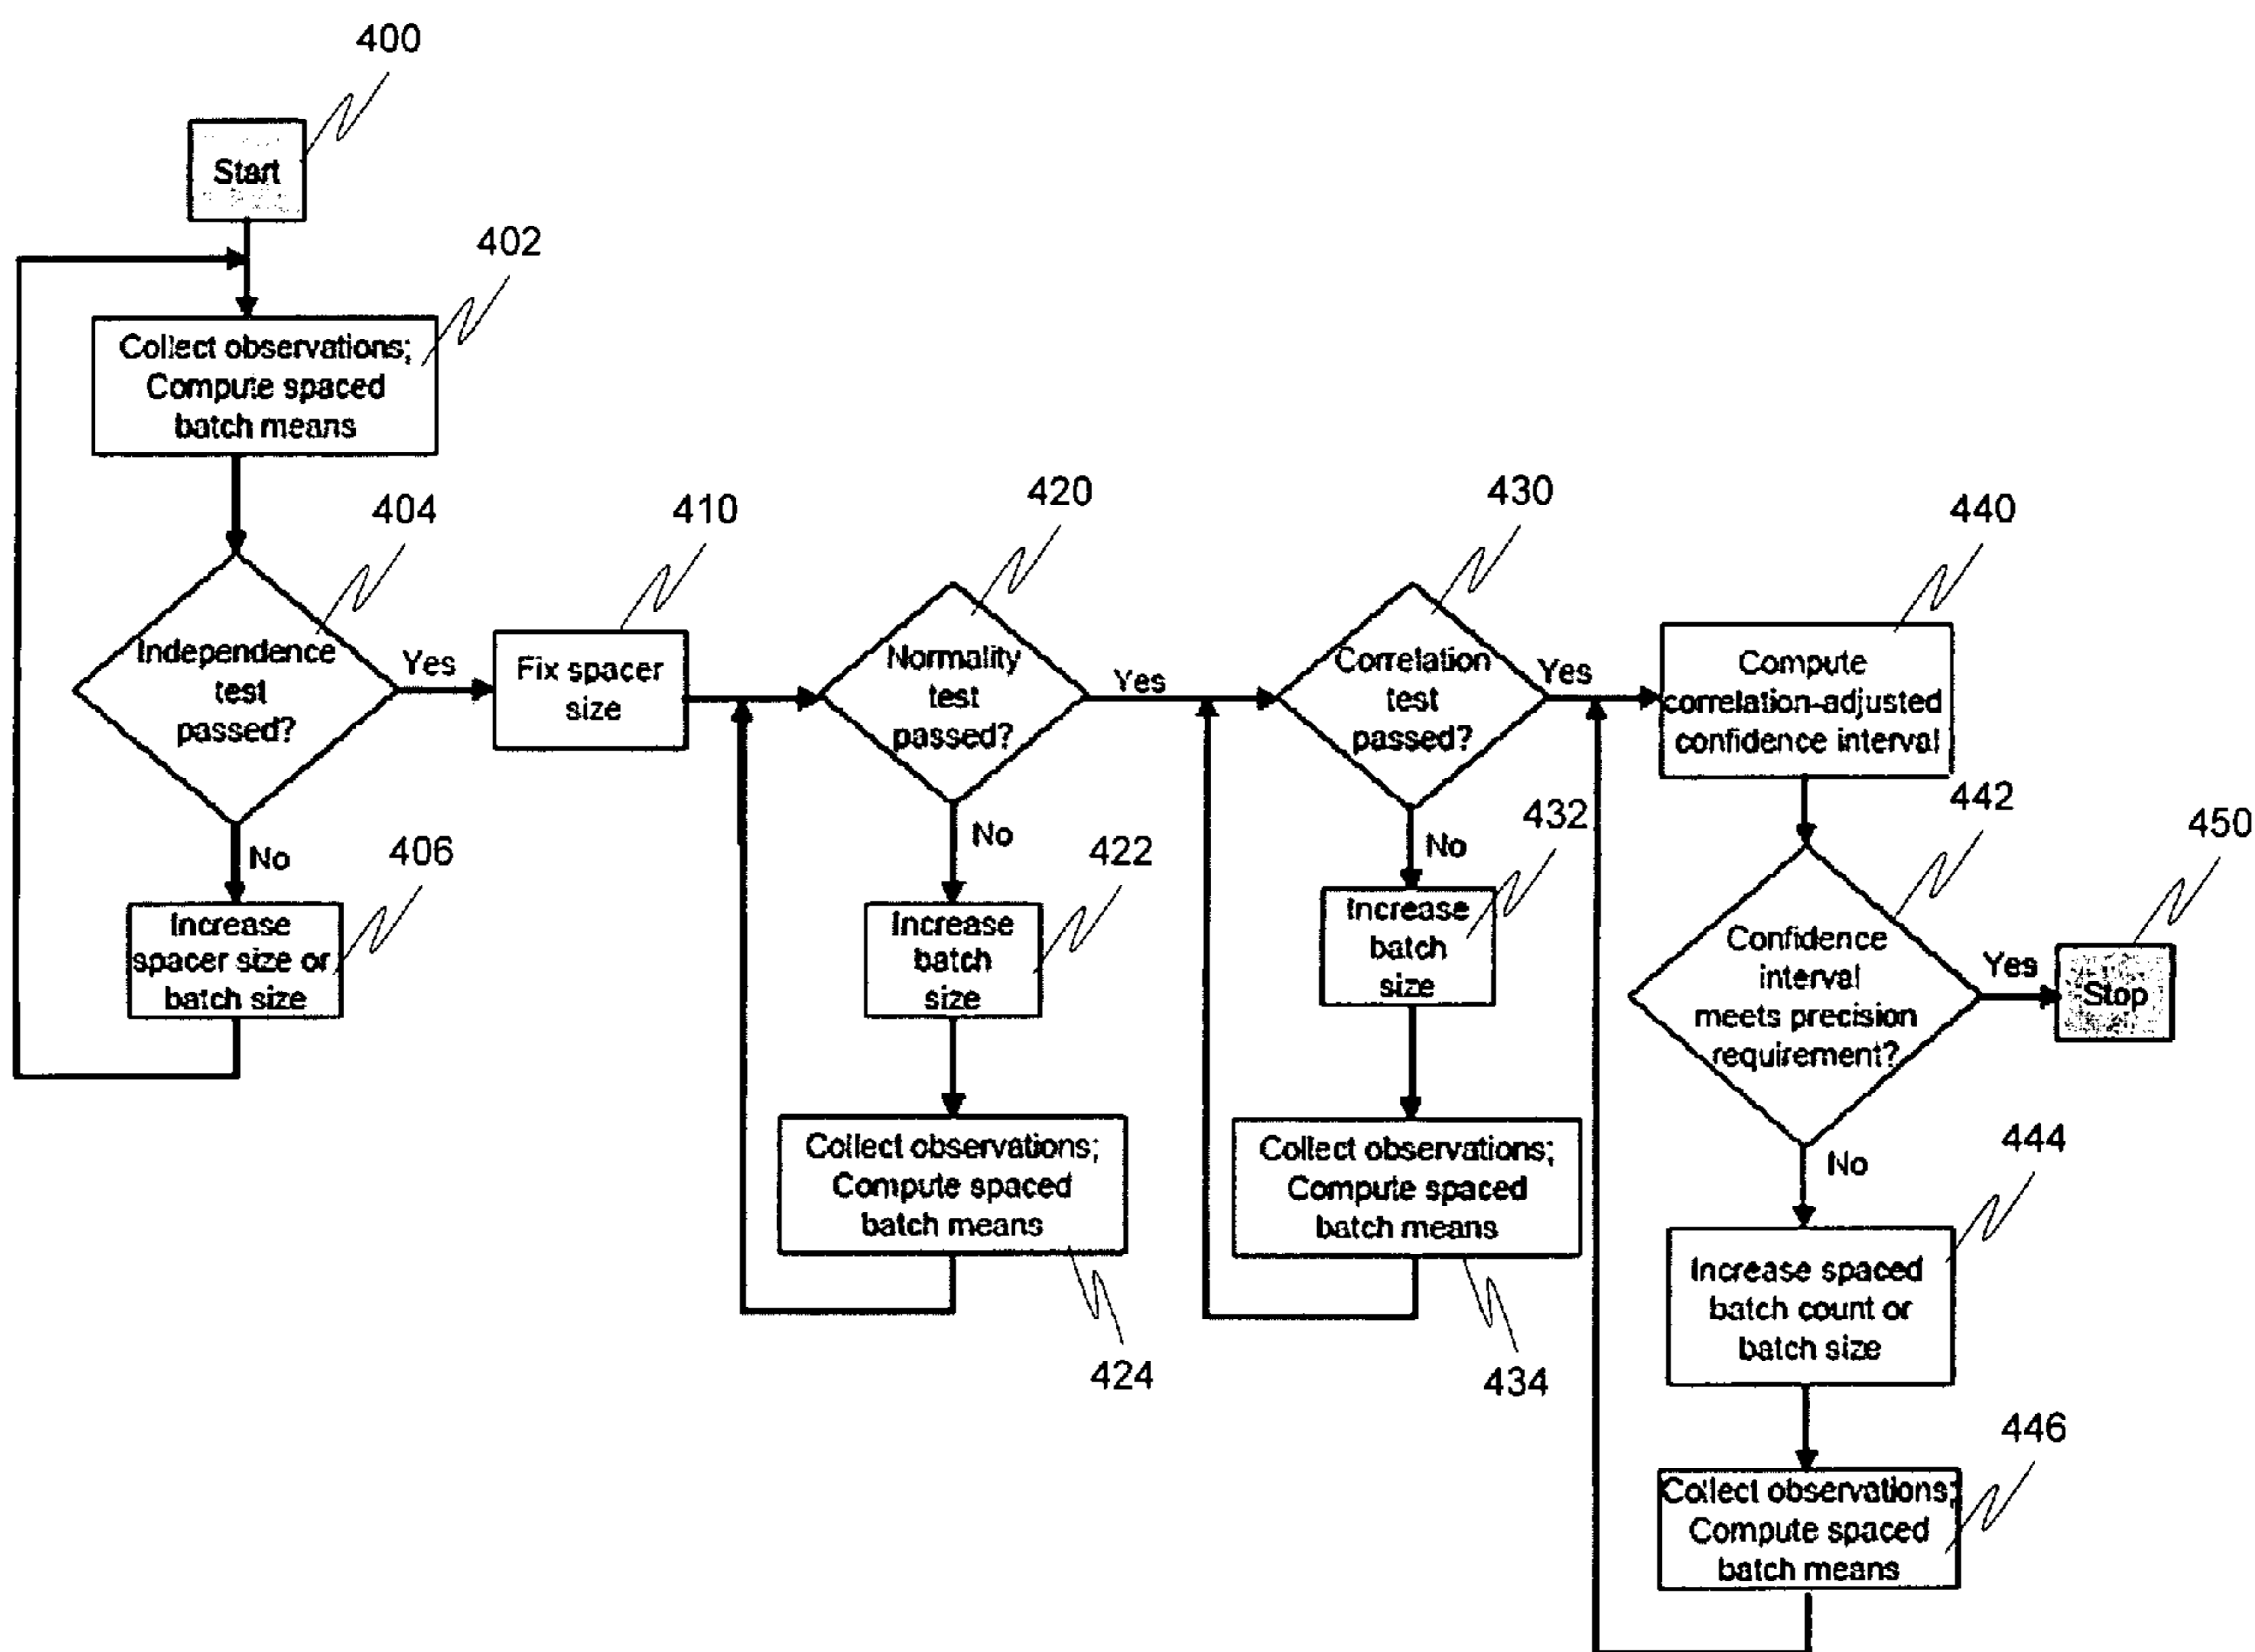 400
Start
402
Collect observations;
Compute spaced
batch means
404
Independence
test
passed?
Yes
No
406
Increase
spacer size or
batch size
410
Fix spacer
size
420
Normality
test
passed?
Yes
No
422
Increase
batch
size
Collect observations;
Compute spaced
batch means
424
430
Correlation
test
passed?
Yes
No
432
Increase
batch
size
Collect observations;
Compute spaced
batch means
434
440
Compute
correlation-adjusted
confidence interval
442
Confidence
interval
meets precision
requirement?
Yes
450
Stop
No
444
Increase spaced
batch count or
batch size
446
Collect observations;
Compute spaced
batch means